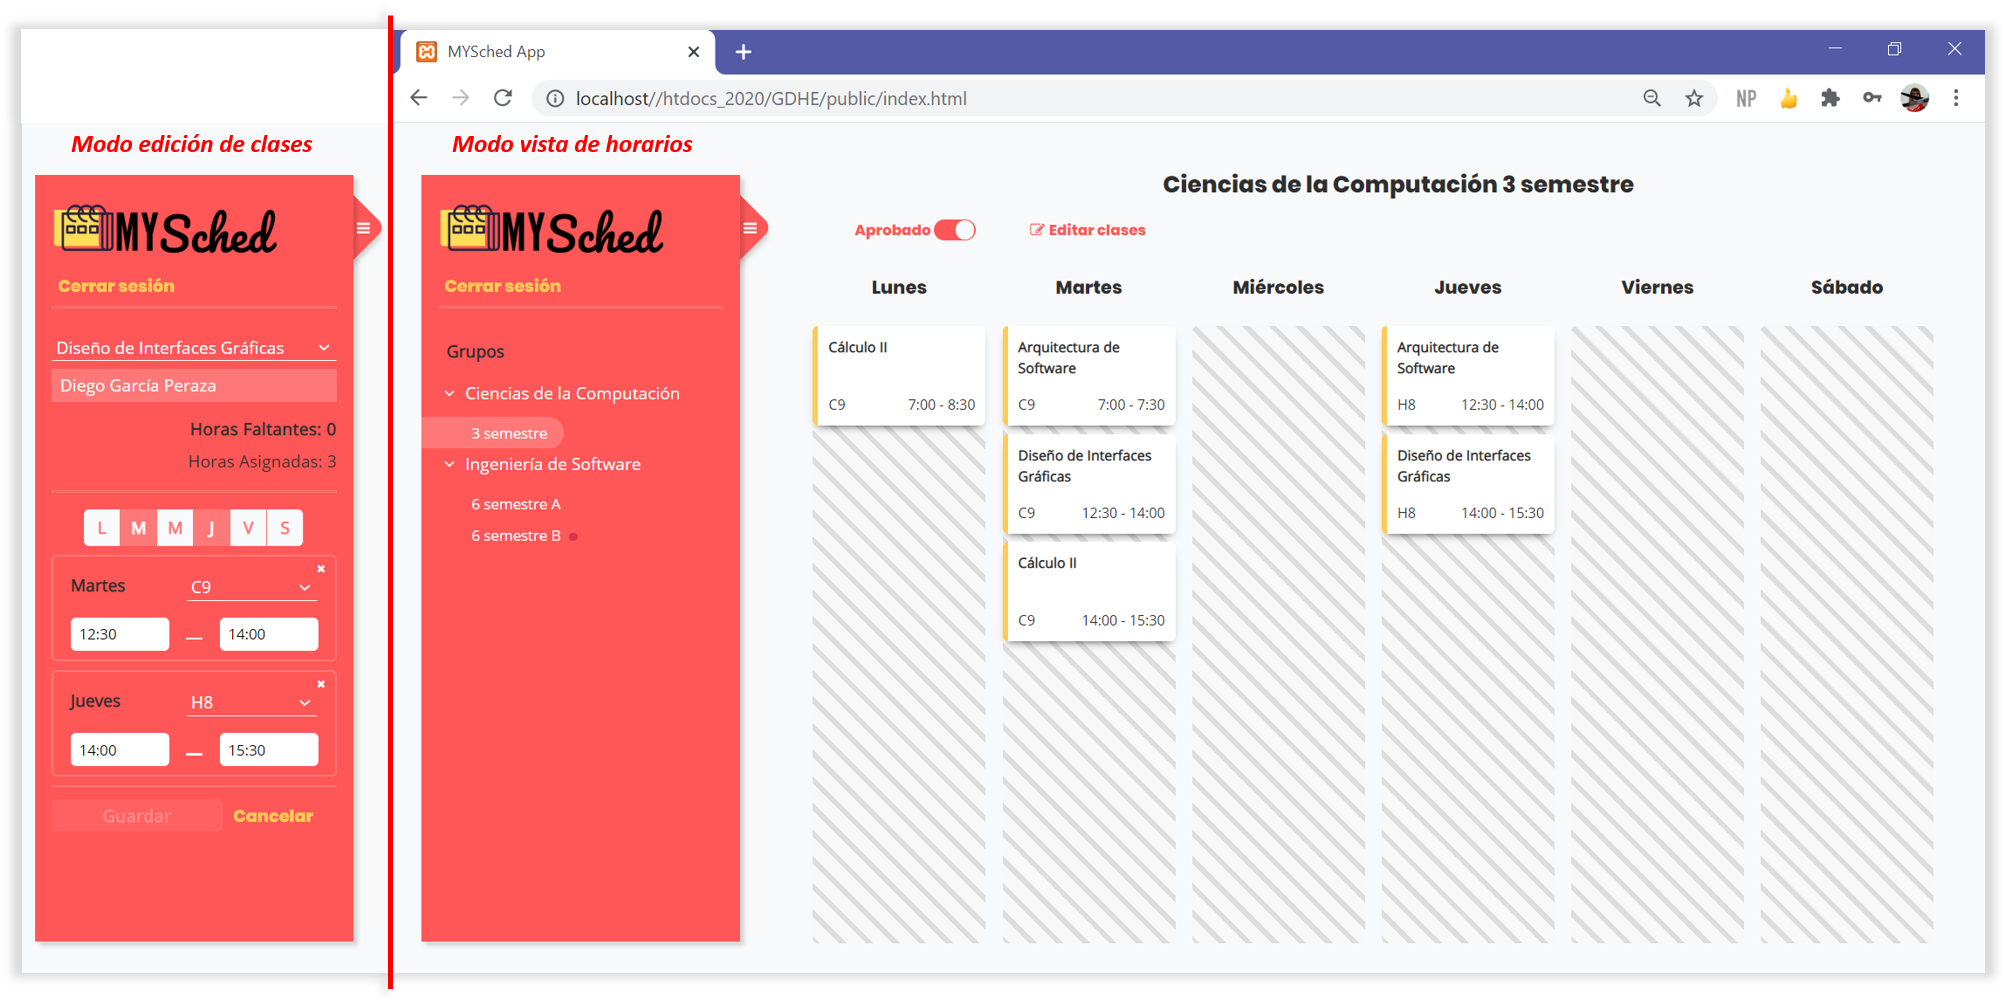 MYSched App
localhost//htdocs_2020/GDHE/public/index.html
NP
Modo edición de clases
MYSched
Cerrar sesión
Diseño de Interfaces Gráficas
Diego García Peraza
Horas Faltantes: 0
Horas Asignadas: 3
L M M J V S
Martes C9
12:30 — 14:00
Jueves H8
14:00 — 15:30
Guardar Cancelar
Modo vista de horarios
MYSched
Cerrar sesión
Grupos
Ciencias de la Computación
3 semestre
Ingeniería de Software
6 semestre A
6 semestre B
Ciencias de la Computación 3 semestre
Aprobado
Editar clases
Lunes
Martes
Miércoles
Jueves
Viernes
Sábado
Cálculo II
C9 7:00 - 8:30
Arquitectura de
Software
C9 7:00 - 7:30
Diseño de Interfaces
Gráficas
C9 12:30 - 14:00
Cálculo II
C9 14:00 - 15:30
Arquitectura de
Software
H8 12:30 - 14:00
Diseño de Interfaces
Gráficas
H8 14:00 - 15:30